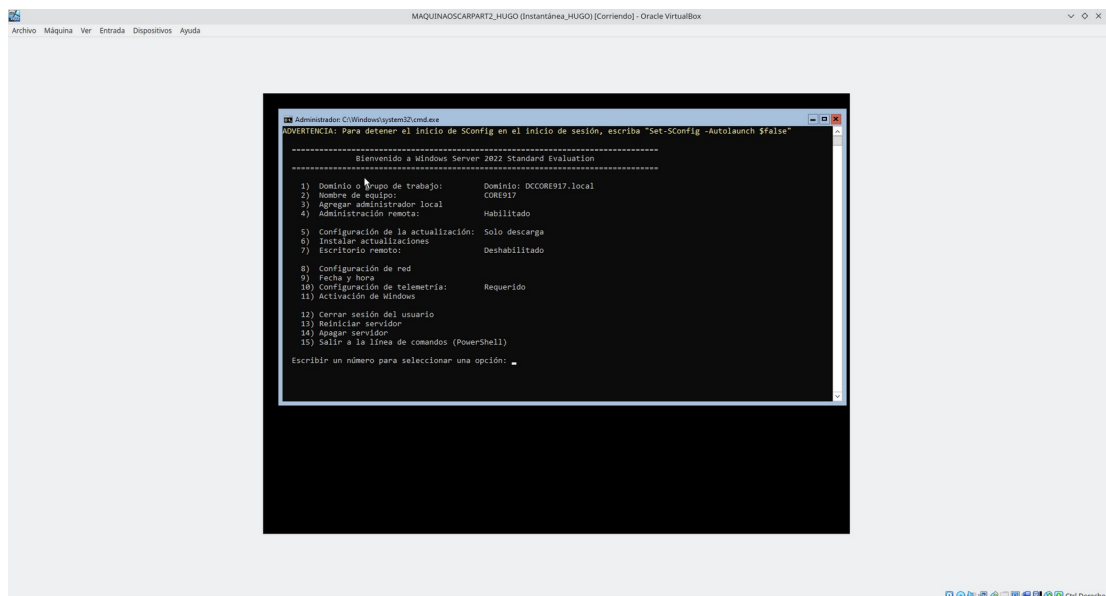 MAQUINAOSCARPART2_HUGO (Instantánea_HUGO) [Corriendo] - Oracle VirtualBox
Archivo Máquina Ver Entrada Dispositivos Ayuda
Administrador: C:\Windows\system32\cmd.exe
ADVERTENCIA: Para detener el inicio de SConfig en el inicio de sesión, escriba "Set-SConfig -Autolaunch $false"
Bienvenido a Windows Server 2022 Standard Evaluation
1) Dominio o grupo de trabajo: Dominio: DCCORE917.local
2) Nombre de equipo: CORE917
3) Agregar administrador local
4) Administración remota: Habilitado
5) Configuración de la actualización: Solo descarga
6) Instalar actualizaciones
7) Escritorio remoto: Deshabilitado
8) Configuración de red
9) Fecha y hora
10) Configuración de telemetría: Requerido
11) Activación de Windows
12) Cerrar sesión del usuario
13) Reiniciar servidor
14) Apagar servidor
15) Salir a la línea de comandos (PowerShell)
Escribir un número para seleccionar una opción:
Ctrl Derecho